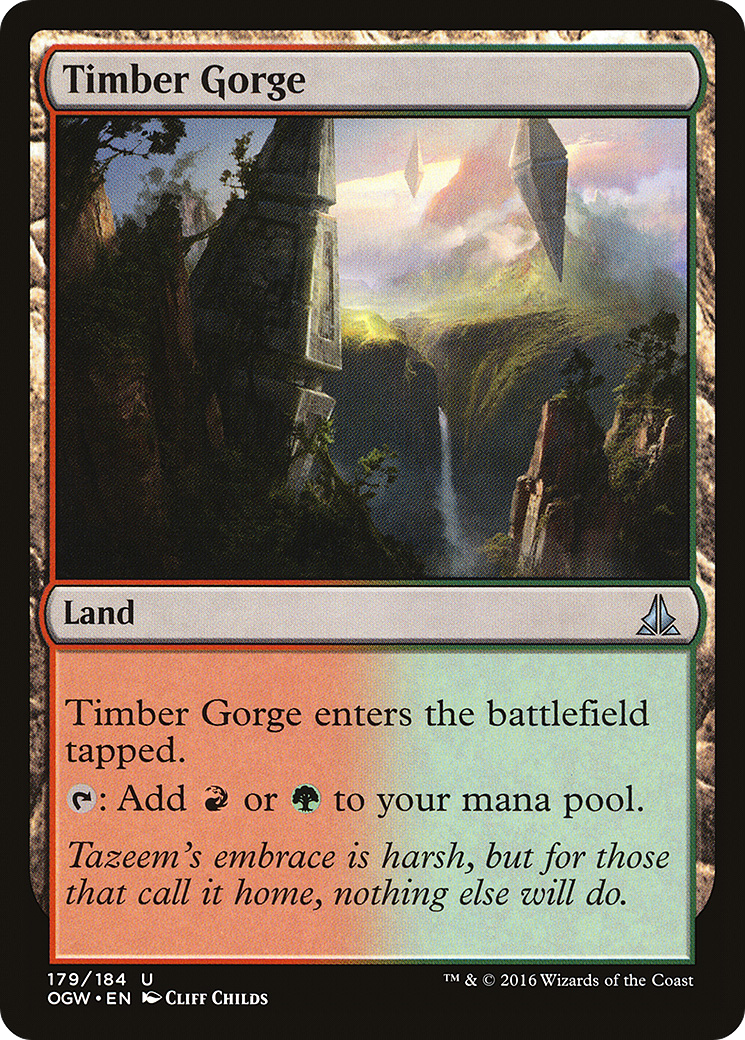 Timber Gorge
Land
Timber Gorge enters the battlefield
tapped.
: Add or to your mana pool.
Tazeem's embrace is harsh, but for those
that call it home, nothing else will do.
179/184 U
OGW • EN Cliff Childs
™ & © 2016 Wizards of the Coast